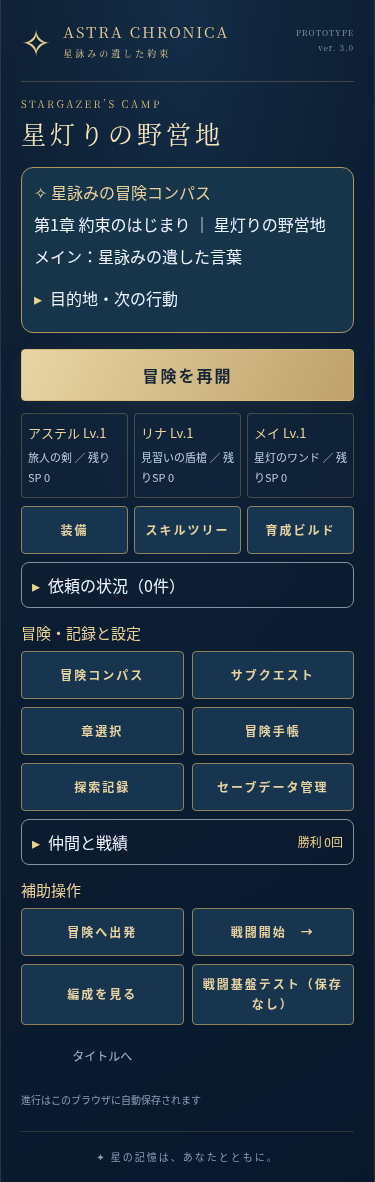 ASTRA CHRONICA
星詠みの遺した約束
PROTOTYPE
ver. 3.0
STARGAZER'S CAMP
星灯りの野営地
✧ 星詠みの冒険コンパス
第1章 約束のはじまり ｜ 星灯りの野営地
メイン：星詠みの遺した言葉
▸ 目的地・次の行動
冒険を再開
アステル Lv.1
旅人の剣 ／ 残り
SP 0
リナ Lv.1
見習いの盾槍 ／ 残
りSP 0
メイ Lv.1
星灯のワンド ／ 残
りSP 0
装備
スキルツリー
育成ビルド
▸ 依頼の状況（0件）
冒険・記録と設定
冒険コンパス
サブクエスト
章選択
冒険手帳
探索記録
セーブデータ管理
▸ 仲間と戦績
勝利 0回
補助操作
冒険へ出発
戦闘開始 →
編成を見る
戦闘基盤テスト（保存
なし）
タイトルへ
進行はこのブラウザに自動保存されます
✦ 星の記憶は、あなたとともに。